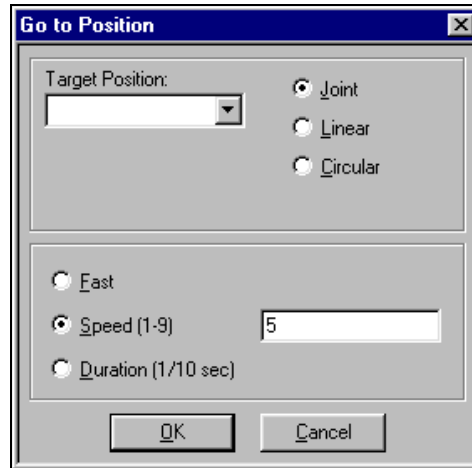 Go to Position
Target Position:
Joint
Linear
Circular
Fast
Speed (1-9)
5
Duration (1/10 sec)
OK
Cancel